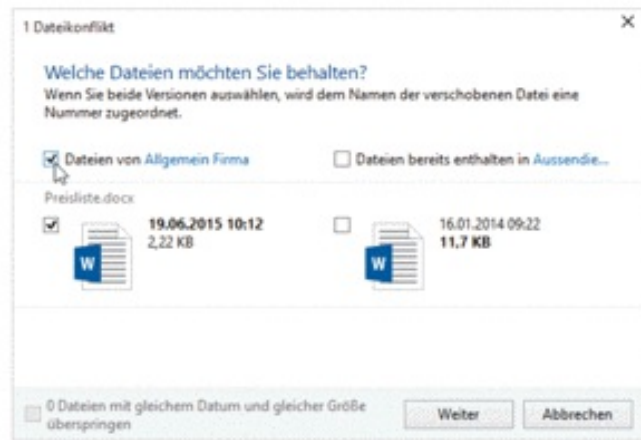 1 Dateikonflikt
Welche Dateien möchten Sie behalten?
Wenn Sie beide Versionen auswählen, wird dem Namen der verschobenen Datei eine
Nummer zugeordnet.
Dateien von Allgemein Firma
Dateien bereits enthalten in Aussendie...
Preisliste.docx
19.06.2015 10:12
2,22 KB
W
16.01.2014 09:22
11,7 KB
W
0 Dateien mit gleichem Datum und gleicher Größe
überspringen
Weiter
Abbrechen